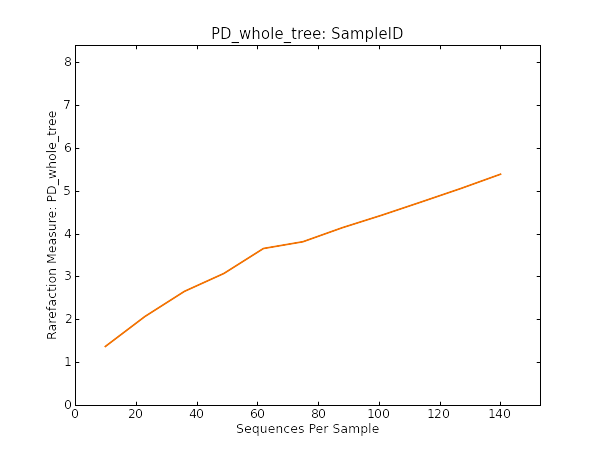 PD_whole_tree: SampleID
8
7
6
5
4
3
2
1
0
Rarefaction Measure: PD_whole_tree
0 20 40 60 80 100 120 140
Sequences Per Sample